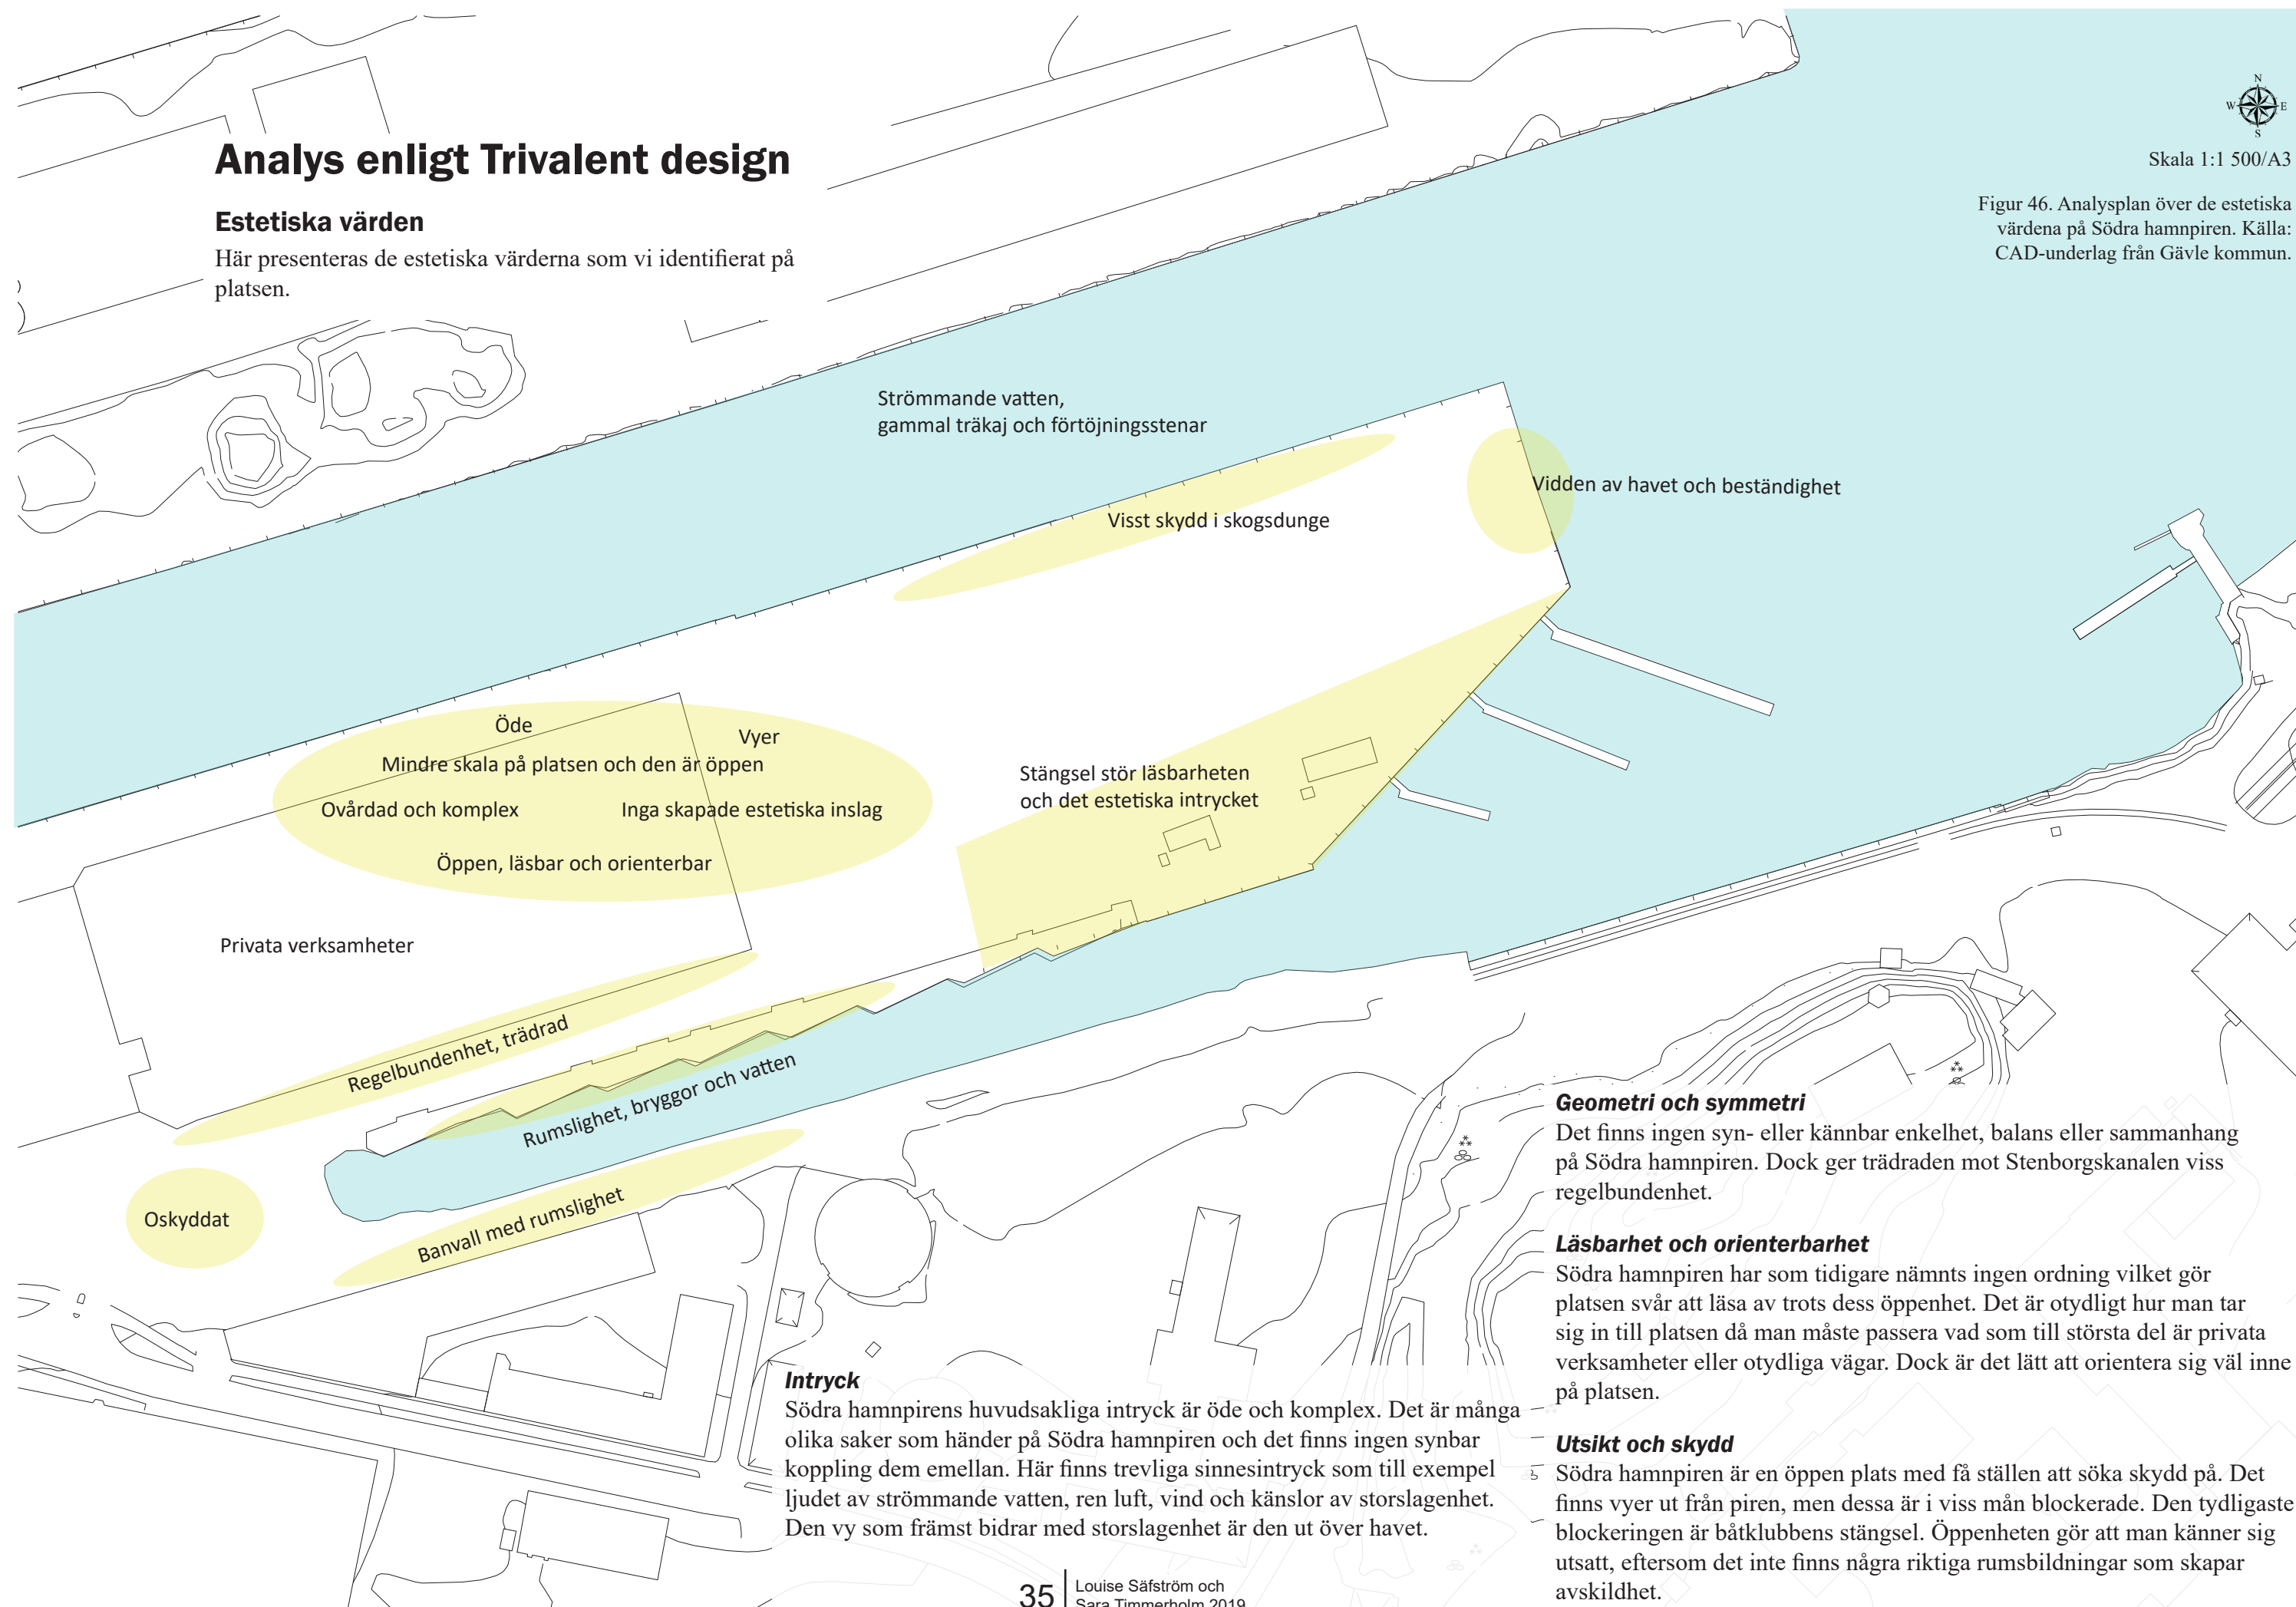 Analys enligt Trivalent design
Estetiska värden
Här presenteras de estetiska värderna som vi identifierat på
platsen.
N
W
E
S
Skala 1:1 500/A3
Figur 46. Analysplan över de estetiska
värdena på Södra hamnpiren. Källa:
CAD-underlag från Gävle kommun.
Strömmande vatten,
gammal träkaj och förtöjningsstenar
Vidden av havet och beständighet
Visst skydd i skogsdunge
Öde
Vyer
Mindre skala på platsen och den är öppen
Ovårdad och komplex
Inga skapade estetiska inslag
Öppen, läsbar och orienterbar
Stängsel stör läsbarheten
och det estetiska intrycket
Privata verksamheter
Regelbundenhet, trädrad
Rumslighet, bryggor och vatten
Oskyddat
Banvall med rumslighet
Intryck
Södra hamnpirens huvudsakliga intryck är öde och komplex. Det är många
olika saker som händer på Södra hamnpiren och det finns ingen synbar
koppling dem emellan. Här finns trevliga sinnesintryck som till exempel
ljudet av strömmande vatten, ren luft, vind och känslor av storslagenhet.
Den vy som främst bidrar med storslagenhet är den ut över havet.
Geometri och symmetri
Det finns ingen syn- eller kännbar enkelhet, balans eller sammanhang
på Södra hamnpiren. Dock ger trädraden mot Stenborgskanalen viss
regelbundenhet.
Läsbarhet och orienterbarhet
Södra hamnpiren har som tidigare nämnts ingen ordning vilket gör
platsen svår att läsa av trots dess öppenhet. Det är otydligt hur man tar
sig in till platsen då man måste passera vad som till största del är privata
verksamheter eller otydliga vägar. Dock är det lätt att orientera sig väl inne
på platsen.
Utsikt och skydd
Södra hamnpiren är en öppen plats med få ställen att söka skydd på. Det
finns vyer ut från piren, men dessa är i viss mån blockerade. Den tydligaste
blockeringen är båtklubbens stängsel. Öppenheten gör att man känner sig
utsatt, eftersom det inte finns några riktiga rumsbildningar som skapar
avskildhet.
35
Louise Säfström och
Sara Timmerholm 2019